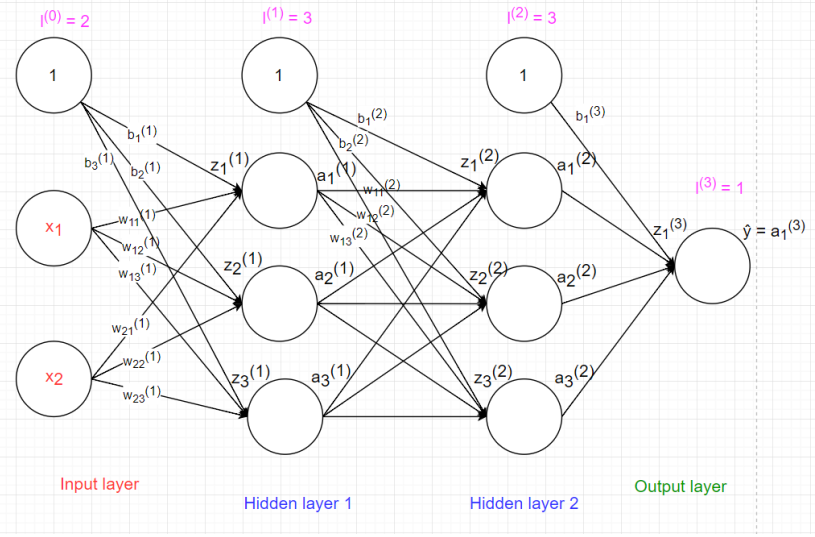 l⁽⁰⁾ = 2
l⁽¹⁾ = 3
l⁽²⁾ = 3
1
1
1
b₁⁽¹⁾
b₂⁽¹⁾
b₃⁽¹⁾
b₁⁽²⁾
b₂⁽²⁾
b₁⁽³⁾
z₁⁽¹⁾
a₁⁽¹⁾
z₁⁽²⁾
a₁⁽²⁾
l⁽³⁾ = 1
x₁
w₁₁⁽¹⁾
w₁₂⁽¹⁾
w₁₃⁽¹⁾
w₁₁⁽²⁾
w₁₂⁽²⁾
w₁₃⁽²⁾
z₁⁽³⁾
ŷ = a₁⁽³⁾
z₂⁽¹⁾
a₂⁽¹⁾
z₂⁽²⁾
a₂⁽²⁾
x₂
w₂₁⁽¹⁾
w₂₂⁽¹⁾
w₂₃⁽¹⁾
z₃⁽¹⁾
a₃⁽¹⁾
z₃⁽²⁾
a₃⁽²⁾
Input layer
Hidden layer 1
Hidden layer 2
Output layer